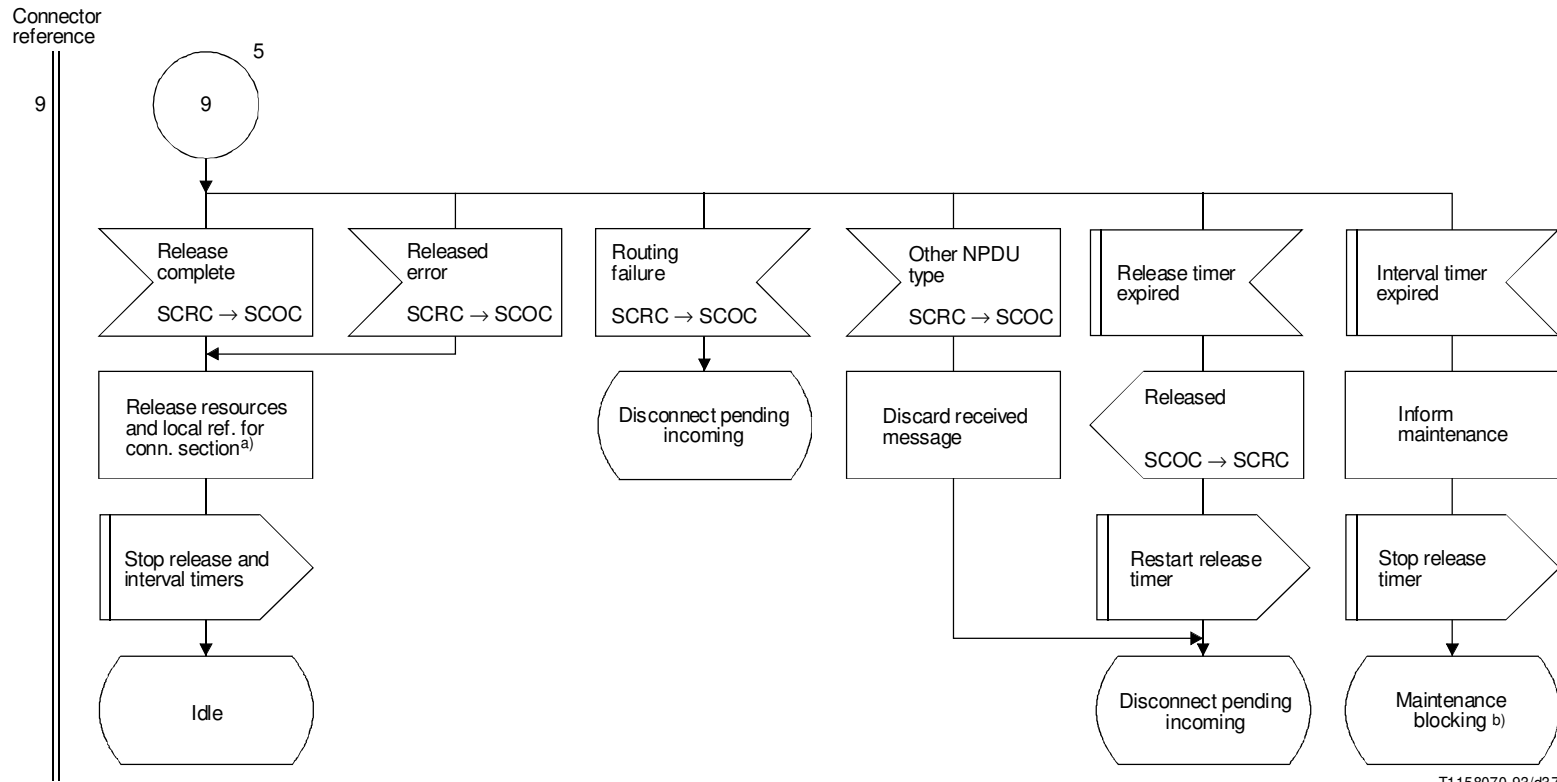 Connector
reference
5
9
9
Release
complete
SCRC → SCOC
Released
error
SCRC → SCOC
Routing
failure
SCRC → SCOC
Other NPDU
type
SCRC → SCOC
Release timer
expired
Interval timer
expired
Release resources
and local ref. for
conn. section a)
Disconnect pending
incoming
Discard received
message
Released
SCOC → SCRC
Inform
maintenance
Stop release and
interval timers
Restart release
timer
Stop release
timer
Idle
Disconnect pending
incoming
Maintenance
blocking b)